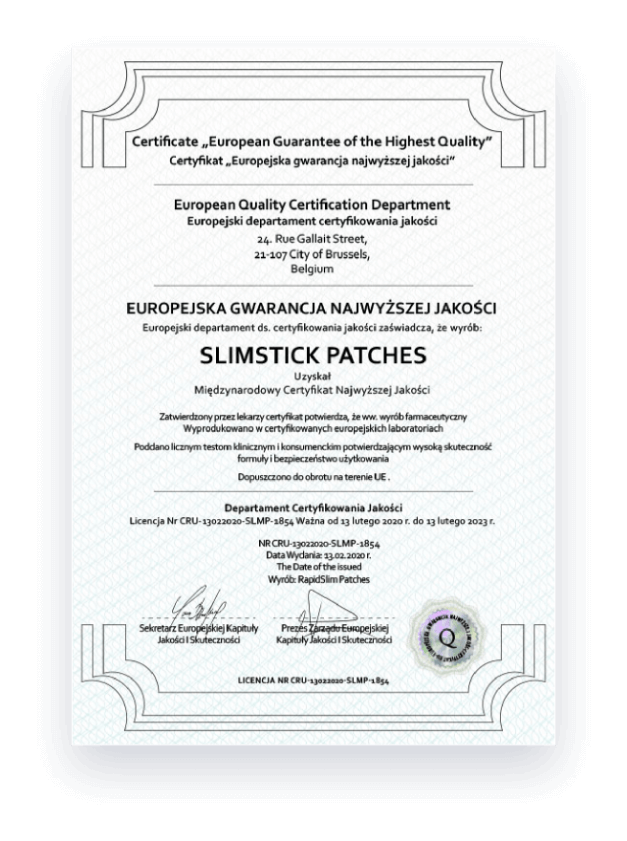 Certificate „European Guarantee of the Highest Quality”
Certyfikat „Europejska gwarancja najwyższej jakości”
European Quality Certification Department
Europejski departament certyfikowania jakości
24. Rue Gallait Street,
21-107 City of Brussels,
Belgium
EUROPEJSKA GWARANCJA NAJWYŻSZEJ JAKOŚCI
Europejski departament ds. certyfikowania jakości zaświadcza, że wyrób:
SLIMSTICK PATCHES
Uzyskał
Międzynarodowy Certyfikat Najwyższej Jakości
Zatwierdzony przez lekarzy certyfikat potwierdza, że ww. wyrób farmaceutyczny
Wyprodukowano w certyfikowanych europejskich laboratoriach
Poddano licznym testom klinicznym i konsumenckim potwierdzającym wysoką skuteczność
formuły i bezpieczeństwo użytkowania
Dopuszczono do obrotu na terenie UE .
Departament Certyfikowania Jakości
Licencja Nr CRU-13022020-SLMP-1854 Ważna od 13 lutego 2020 r. do 13 lutego 2023 r.
NR CRU-13022020-SLMP-1854
Data Wydania: 13.02.2020 r.
The Date of the issued
Wyrób: RapidSlim Patches
Sekretarz Europejskiej Kapituły
Jakości I Skuteczności
Prezes Zarządu Europejskiej
Kapituły Jakości I Skuteczności
Q
LICENCJA NR CRU-13022020-SLMP-1854